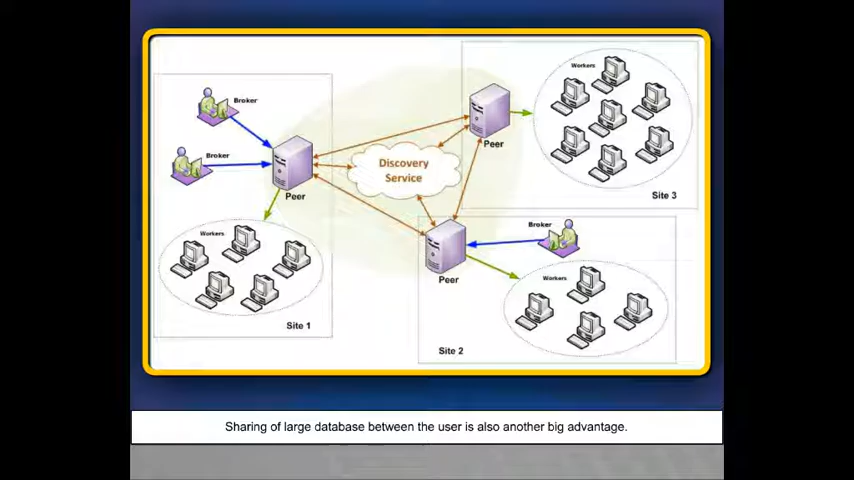 Broker
Broker
Peer
Workers
Site 1
Discovery
Service
Peer
Workers
Site 3
Broker
Peer
Workers
Site 2
Sharing of large database between the user is also another big advantage.